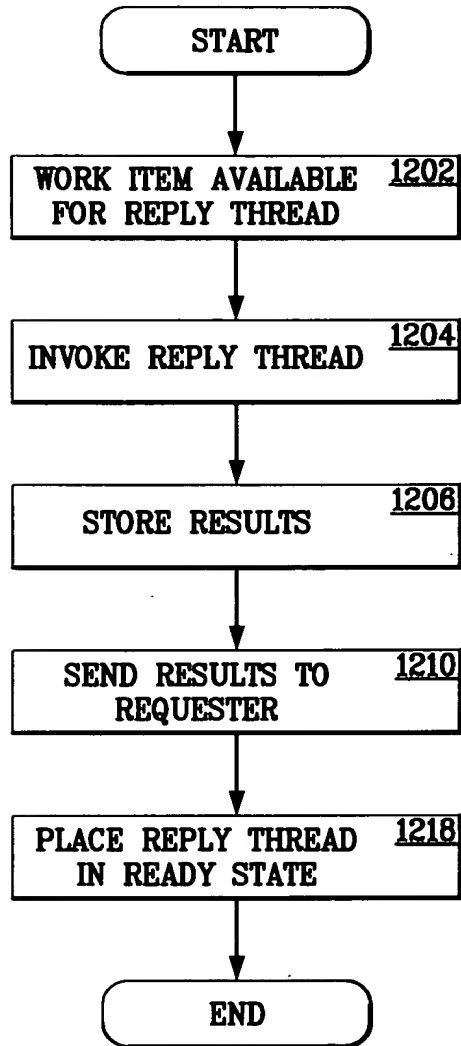 START
WORK ITEM AVAILABLE 1202
FOR REPLY THREAD
INVOKE REPLY THREAD 1204
STORE RESULTS 1206
SEND RESULTS TO 1210
REQUESTER
PLACE REPLY THREAD 1218
IN READY STATE
END